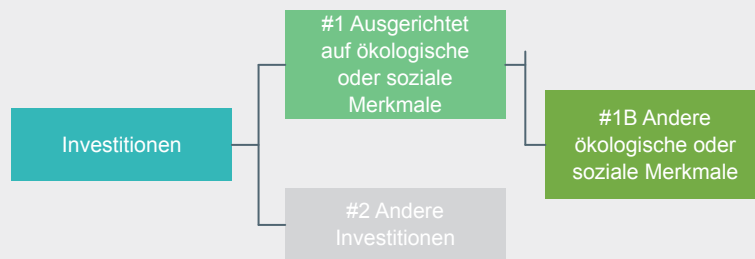 Investitionen
#1 Ausgerichtet
auf ökologische
oder soziale
Merkmale
#2 Andere
Investitionen
#1B Andere
ökologische oder
soziale Merkmale